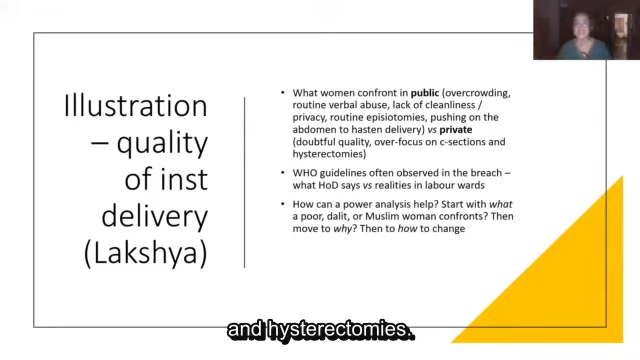 Illustration
– quality
of inst
delivery
(Lakshya)
• What women confront in public (overcrowding,
routine verbal abuse, lack of cleanliness /
privacy, routine episiotomies, pushing on the
abdomen to hasten delivery) vs private
(doubtful quality, over-focus on c-sections and
hysterectomies)
• WHO guidelines often observed in the breach –
what HoD says vs realities in labour wards
• How can a power analysis help? Start with what
a poor, dalit, or Muslim woman confronts? Then
move to why? Then to how to change
and hysterectomies.